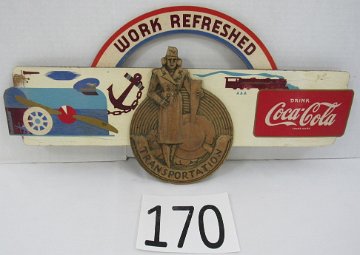 WORK REFRESHED
DRINK
Coca-Cola
TRANSPORTATION
170